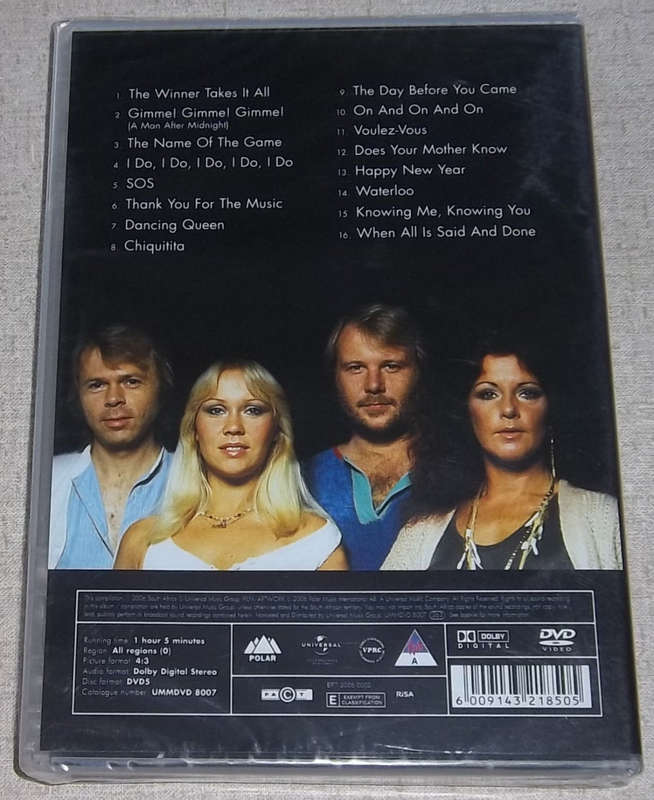 1 The Winner Takes It All
2 Gimme! Gimme! Gimme!
(A Man After Midnight)
3 The Name Of The Game
4 I Do, I Do, I Do, I Do, I Do
5 SOS
6 Thank You For The Music
7 Dancing Queen
8 Chiquitita
9 The Day Before You Came
10 On And On And On
11 Voulez-Vous
12 Does Your Mother Know
13 Happy New Year
14 Waterloo
15 Knowing Me, Knowing You
16 When All Is Said And Done
Running time: 1 hour 5 minutes
Region: All regions (0)
Picture format: 4:3
Audio format: Dolby Digital Stereo
Disc format: DVD5
Catalogue number: UMMDVD 8007
POLAR
UNIVERSAL
VPRC
A
PACT
E EXEMPT FROM
CLASSIFICATION
RiSA
DOLBY
DIGITAL
DVD
VIDEO
6 009143 218505